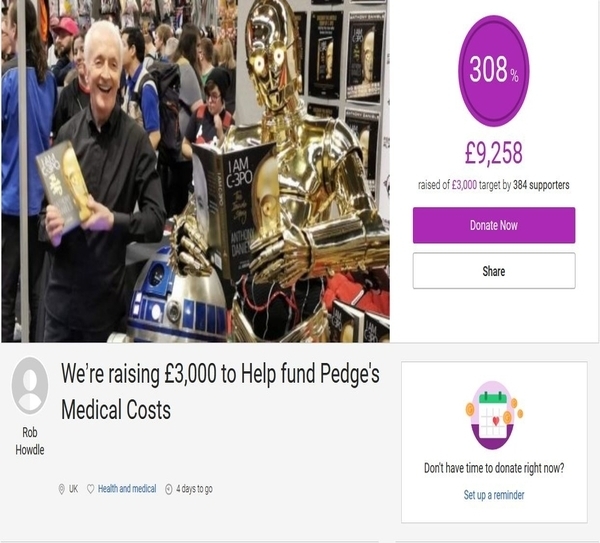 I AM
C-3PO
I AM
C-3PO
ANTHONY
308%
£9,258
raised of £3,000 target by 384 supporters
Donate Now
Share
We're raising £3,000 to Help fund Pedge's
Medical Costs
Rob
Howdle
UK
Health and medical
4 days to go
Don't have time to donate right now?
Set up a reminder